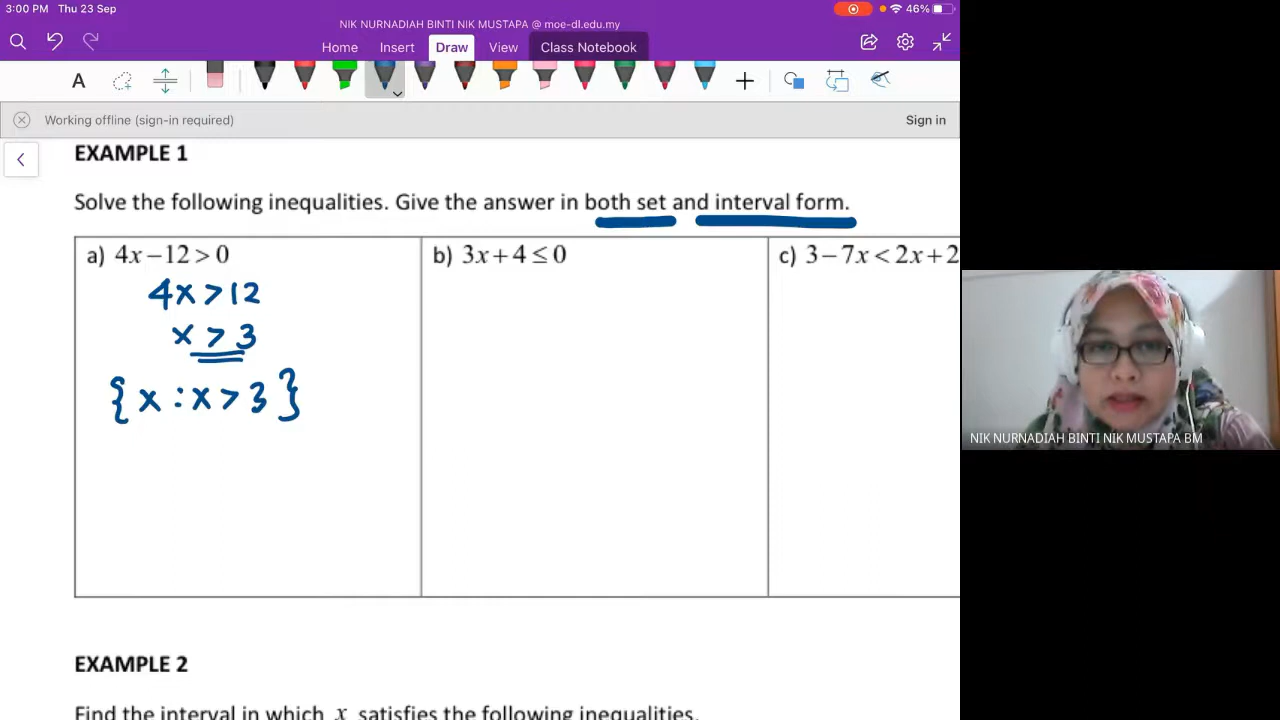 3:00 PM Thu 23 Sep
46%
NIK NURNADIAH BINTI NIK MUSTAPA @ moe-dl.edu.my
Home Insert Draw View Class Notebook
A
Working offline (sign-in required) Sign in
EXAMPLE 1
Solve the following inequalities. Give the answer in both set and interval form.
a) 4x−12>0
b) 3x+4≤0
c) 3−7x<2x+2
4x>12
x>3
{x:x>3}
NIK NURNADIAH BINTI NIK MUSTAPA BM
EXAMPLE 2
Find the interval in which x satisfies the following inequalities.